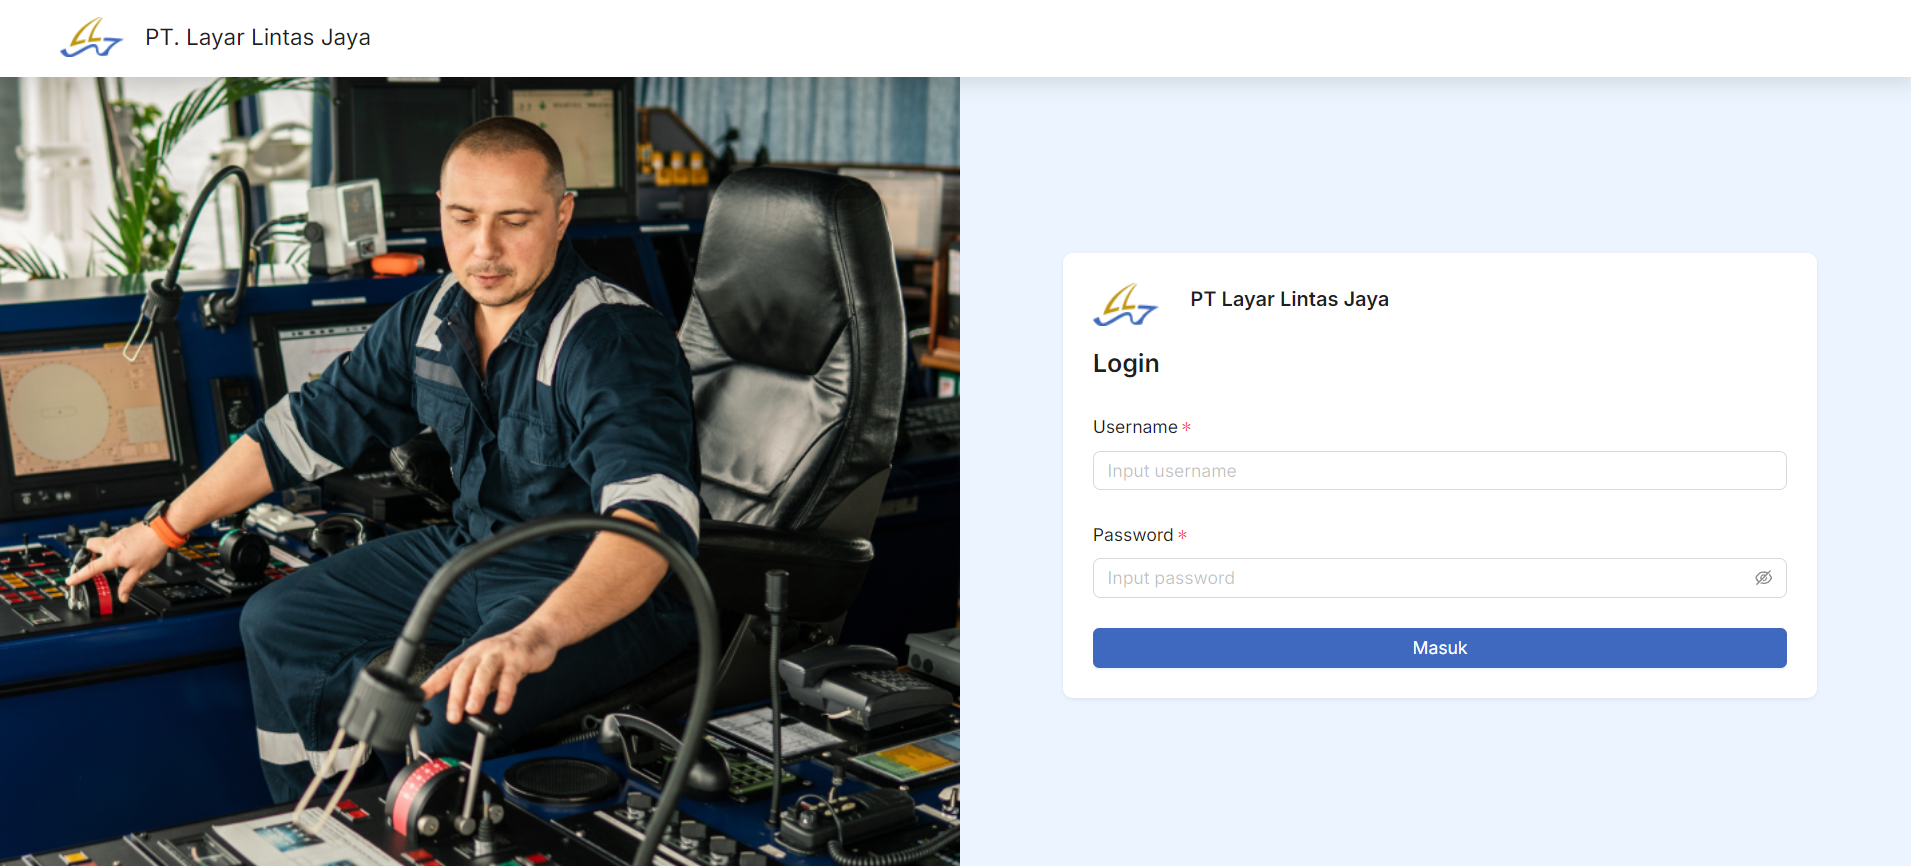 PT. Layar Lintas Jaya
PT Layar Lintas Jaya
Login
Username *
Input username
Password *
Input password
Masuk